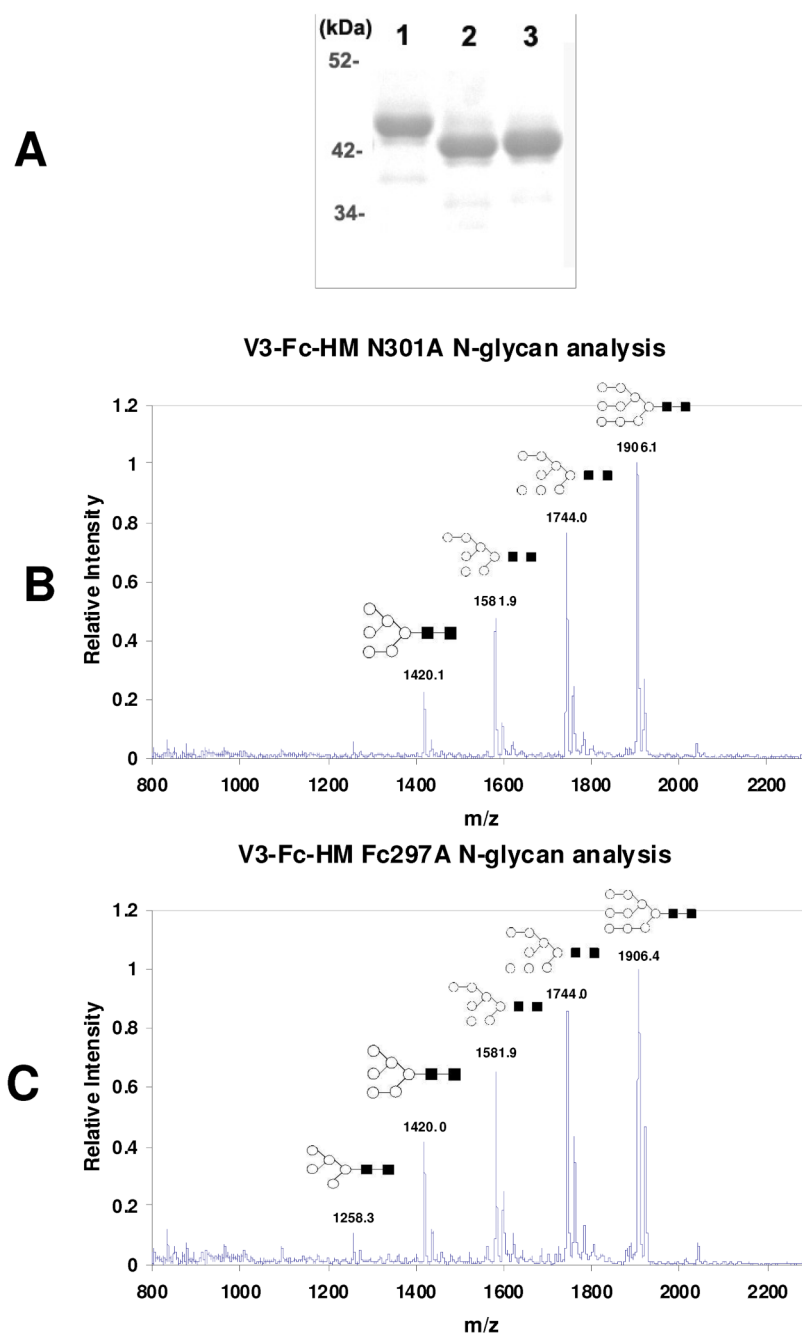 (kDa) 1 2 3
52-
A
42-
34-
V3-Fc-HM N301A N-glycan analysis
B
Relative Intensity
1.2
1
0.8
0.6
0.4
0.2
0
1906.1
1744.0
1581.9
1420.1
800 1000 1200 1400 1600 1800 2000 2200
m/z
V3-Fc-HM Fc297A N-glycan analysis
C
Relative Intensity
1.2
1
0.8
0.6
0.4
0.2
0
1906.4
1744.0
1581.9
1420.0
1258.3
800 1000 1200 1400 1600 1800 2000 2200
m/z